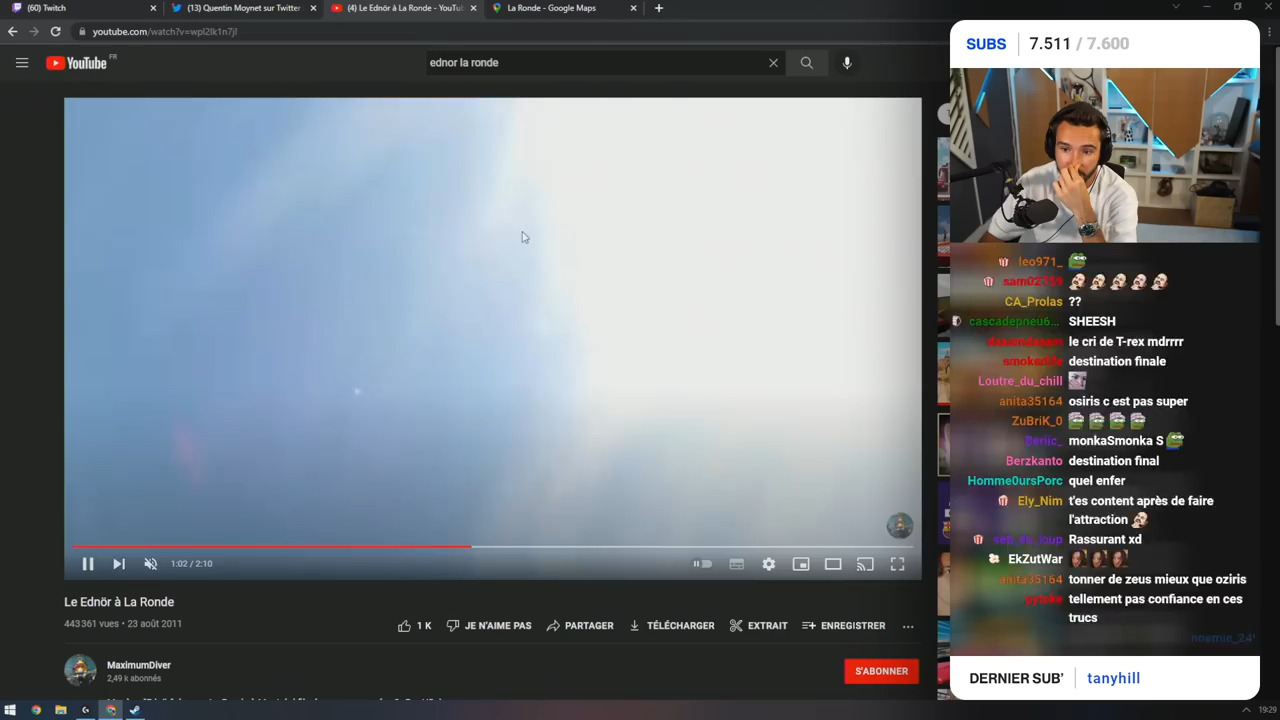 (60) Twitch
(13) Quentin Moynet sur Twitter
(4) Le Ednör à La Ronde - YouTub
La Ronde - Google Maps
youtube.com/watch?v=wpl2lk1n7jI
YouTube FR
ednor la ronde
SUBS 7.511 / 7.600
leo971_
CA_Prolas ??
cascadepneu6... SHEESH
le cri de T-rex mdrrrr
destination finale
Loutre_du_chill
anita35164 osiris c est pas super
ZuBriK_0
Beriic_ monkaSmonka S
Berzkanto destination final
Homme0ursPorc quel enfer
Ely_Nim t'es content après de faire
l'attraction
Rassurant xd
EkZutWar
anita35164 tonner de zeus mieux que oziris
tellement pas confiance en ces
trucs
DERNIER SUB' tanyhill
1:02 / 2:10
Le Ednör à La Ronde
443 361 vues • 23 août 2011
1 K
JE N'AIME PAS
PARTAGER
TÉLÉCHARGER
EXTRAIT
ENREGISTRER
MaximumDiver
2,49 k abonnés
S'ABONNER
19:29